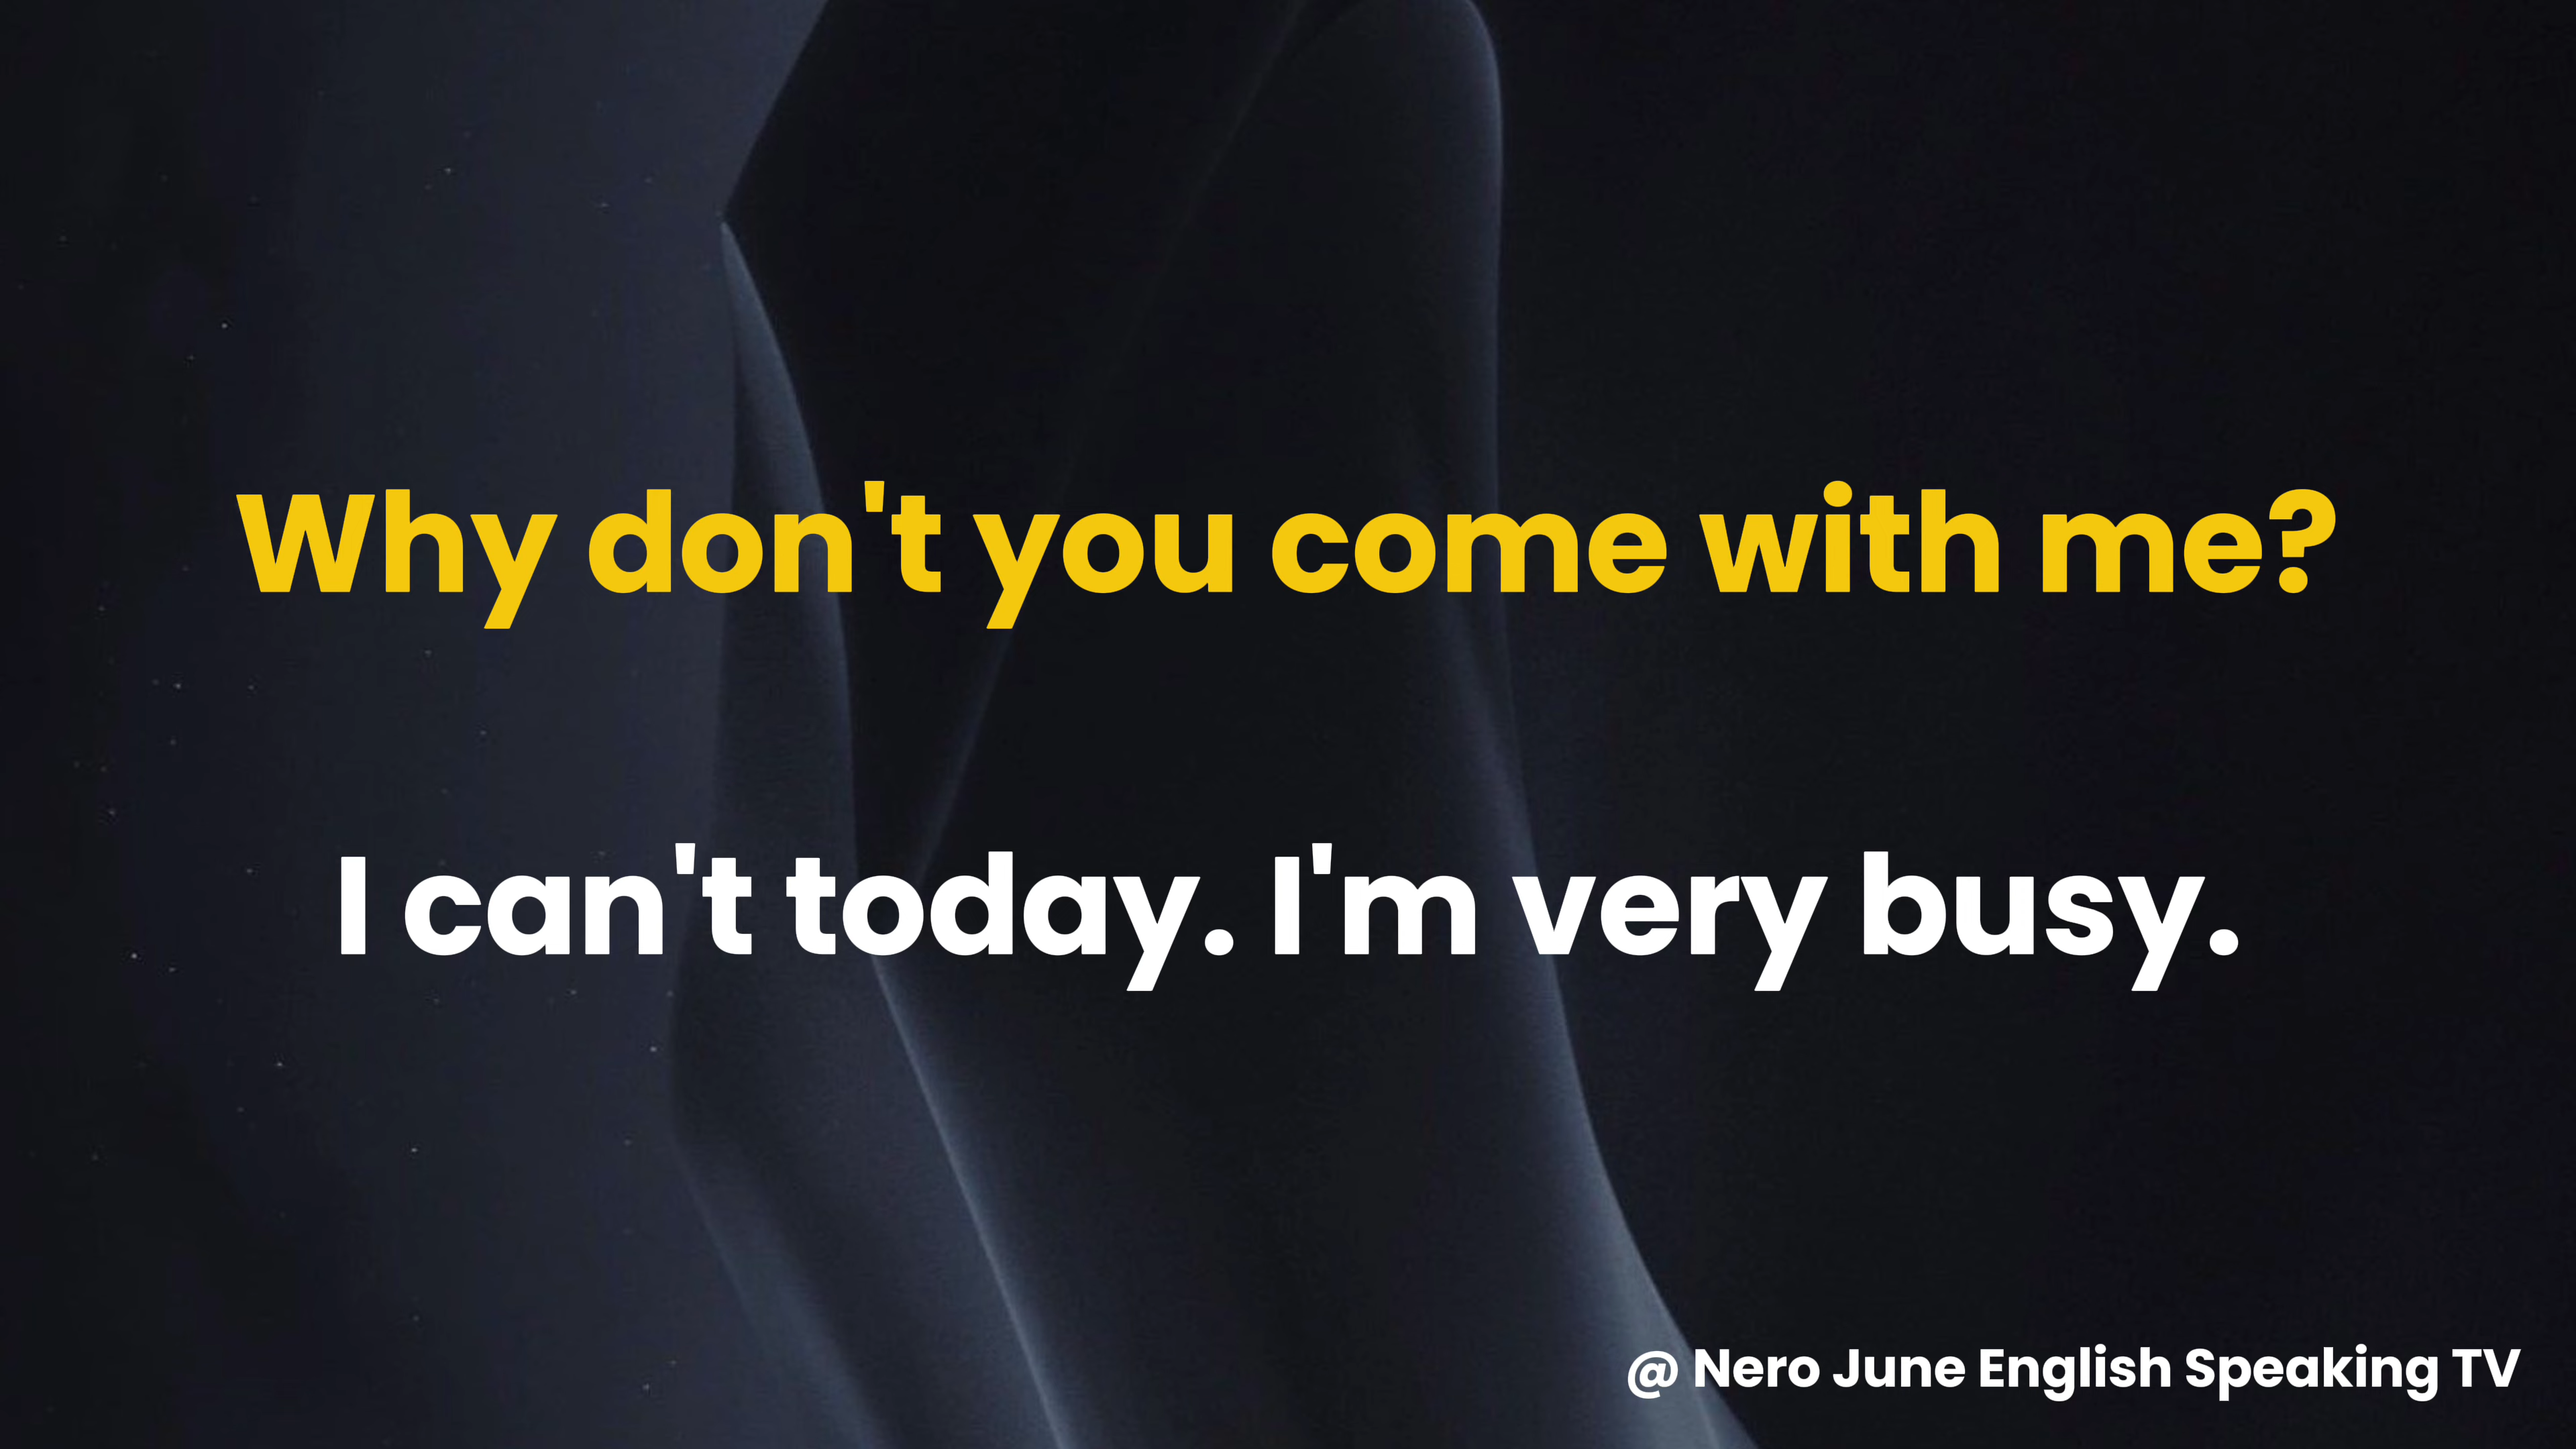 Why don't you come with me?
I can't today. I'm very busy.
@ Nero June English Speaking TV